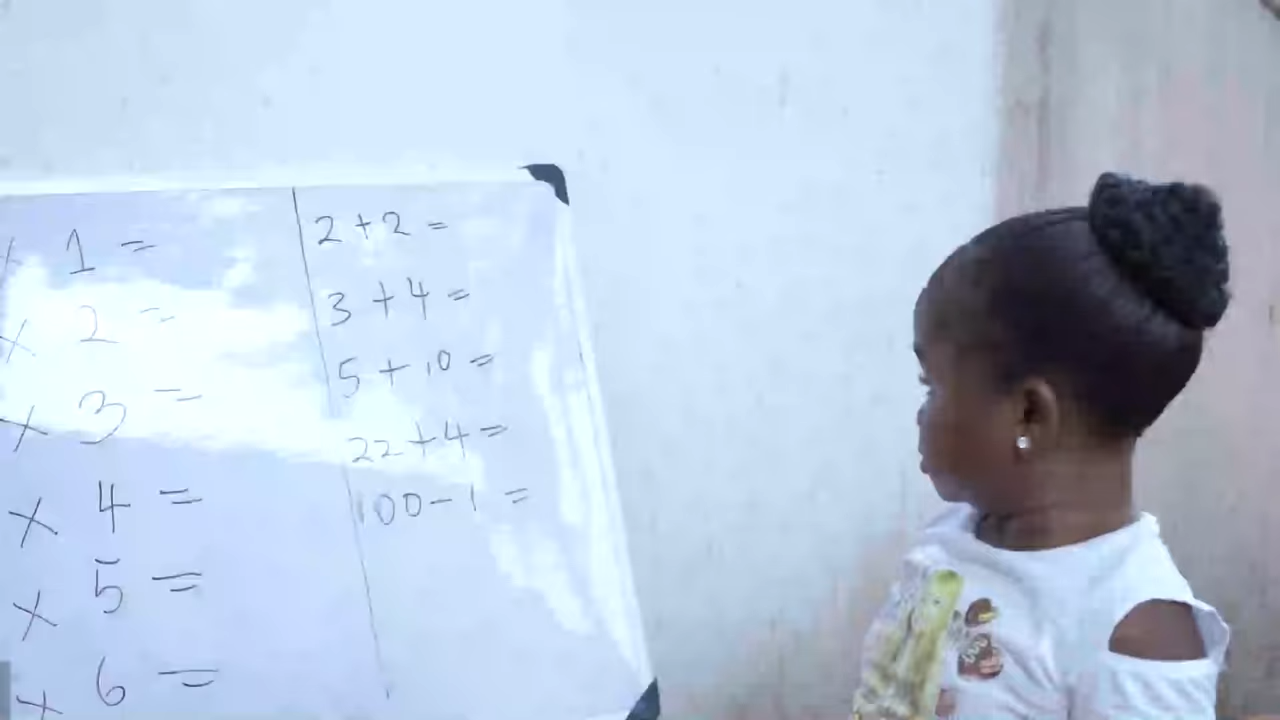 × 1 =
× 2 =
× 3 =
× 4 =
× 5 =
× 6 =
2 + 2 =
3 + 4 =
5 + 10 =
22 + 4 =
100 - 1 =